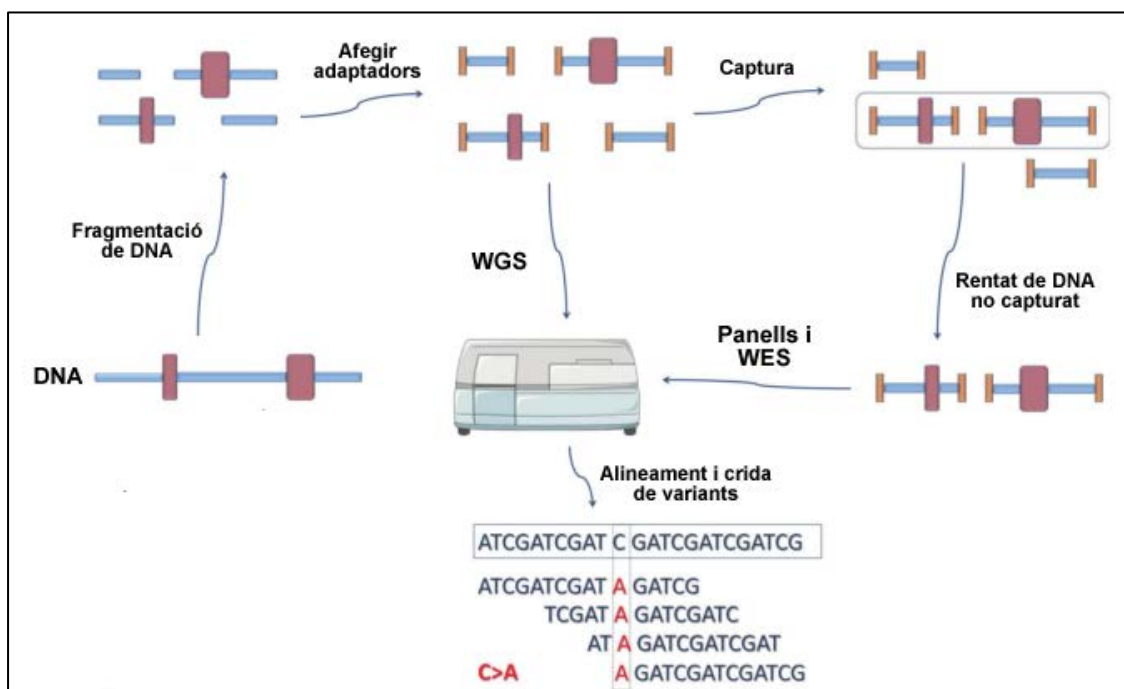 Afegir
adaptadors
Captura
Fragmentació
de DNA
WGS
Rentat de DNA
no capturat
Panells i
WES
DNA
Alineament i crida
de variants
ATCGATCGAT C GATCGATCGATCG
ATCGATCGAT A GATCG
TCGAT A GATCGATC
AT A GATCGATCGAT
C>A A GATCGATCGATCG